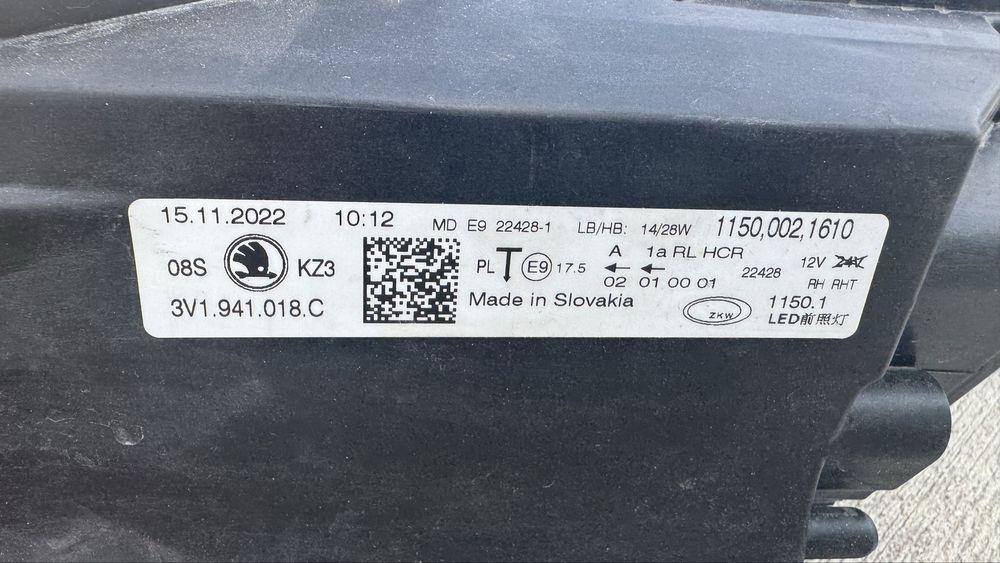 15.11.2022 10:12
08S KZ3
3V1.941.018.C
MD E9 22428-1 LB/HB: 14/28W 1150,002,1610
PL E9 17.5 A 1a RL HCR
02 01 00 01
22428 12V 24V
RH RHT
Made in Slovakia
ZKW
1150.1
LED前照灯